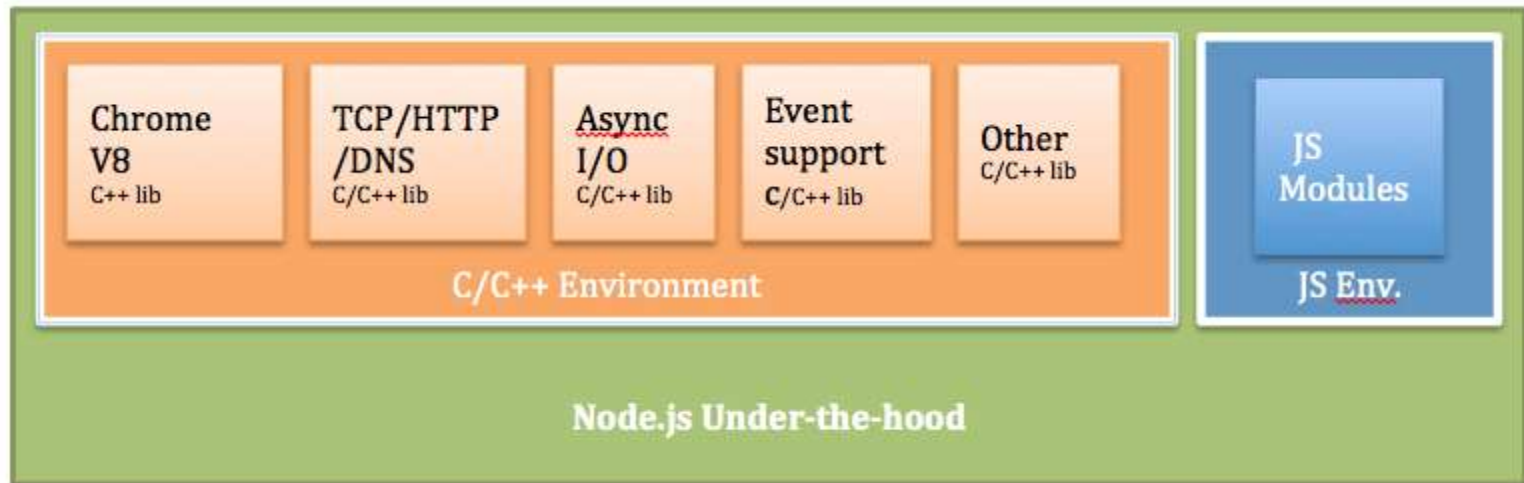 Chrome
V8
C++ lib
TCP/HTTP
/DNS
C/C++ lib
Async
I/O
C/C++ lib
Event
support
C/C++ lib
Other
C/C++ lib
C/C++ Environment
JS
Modules
JS Env.
Node.js Under-the-hood